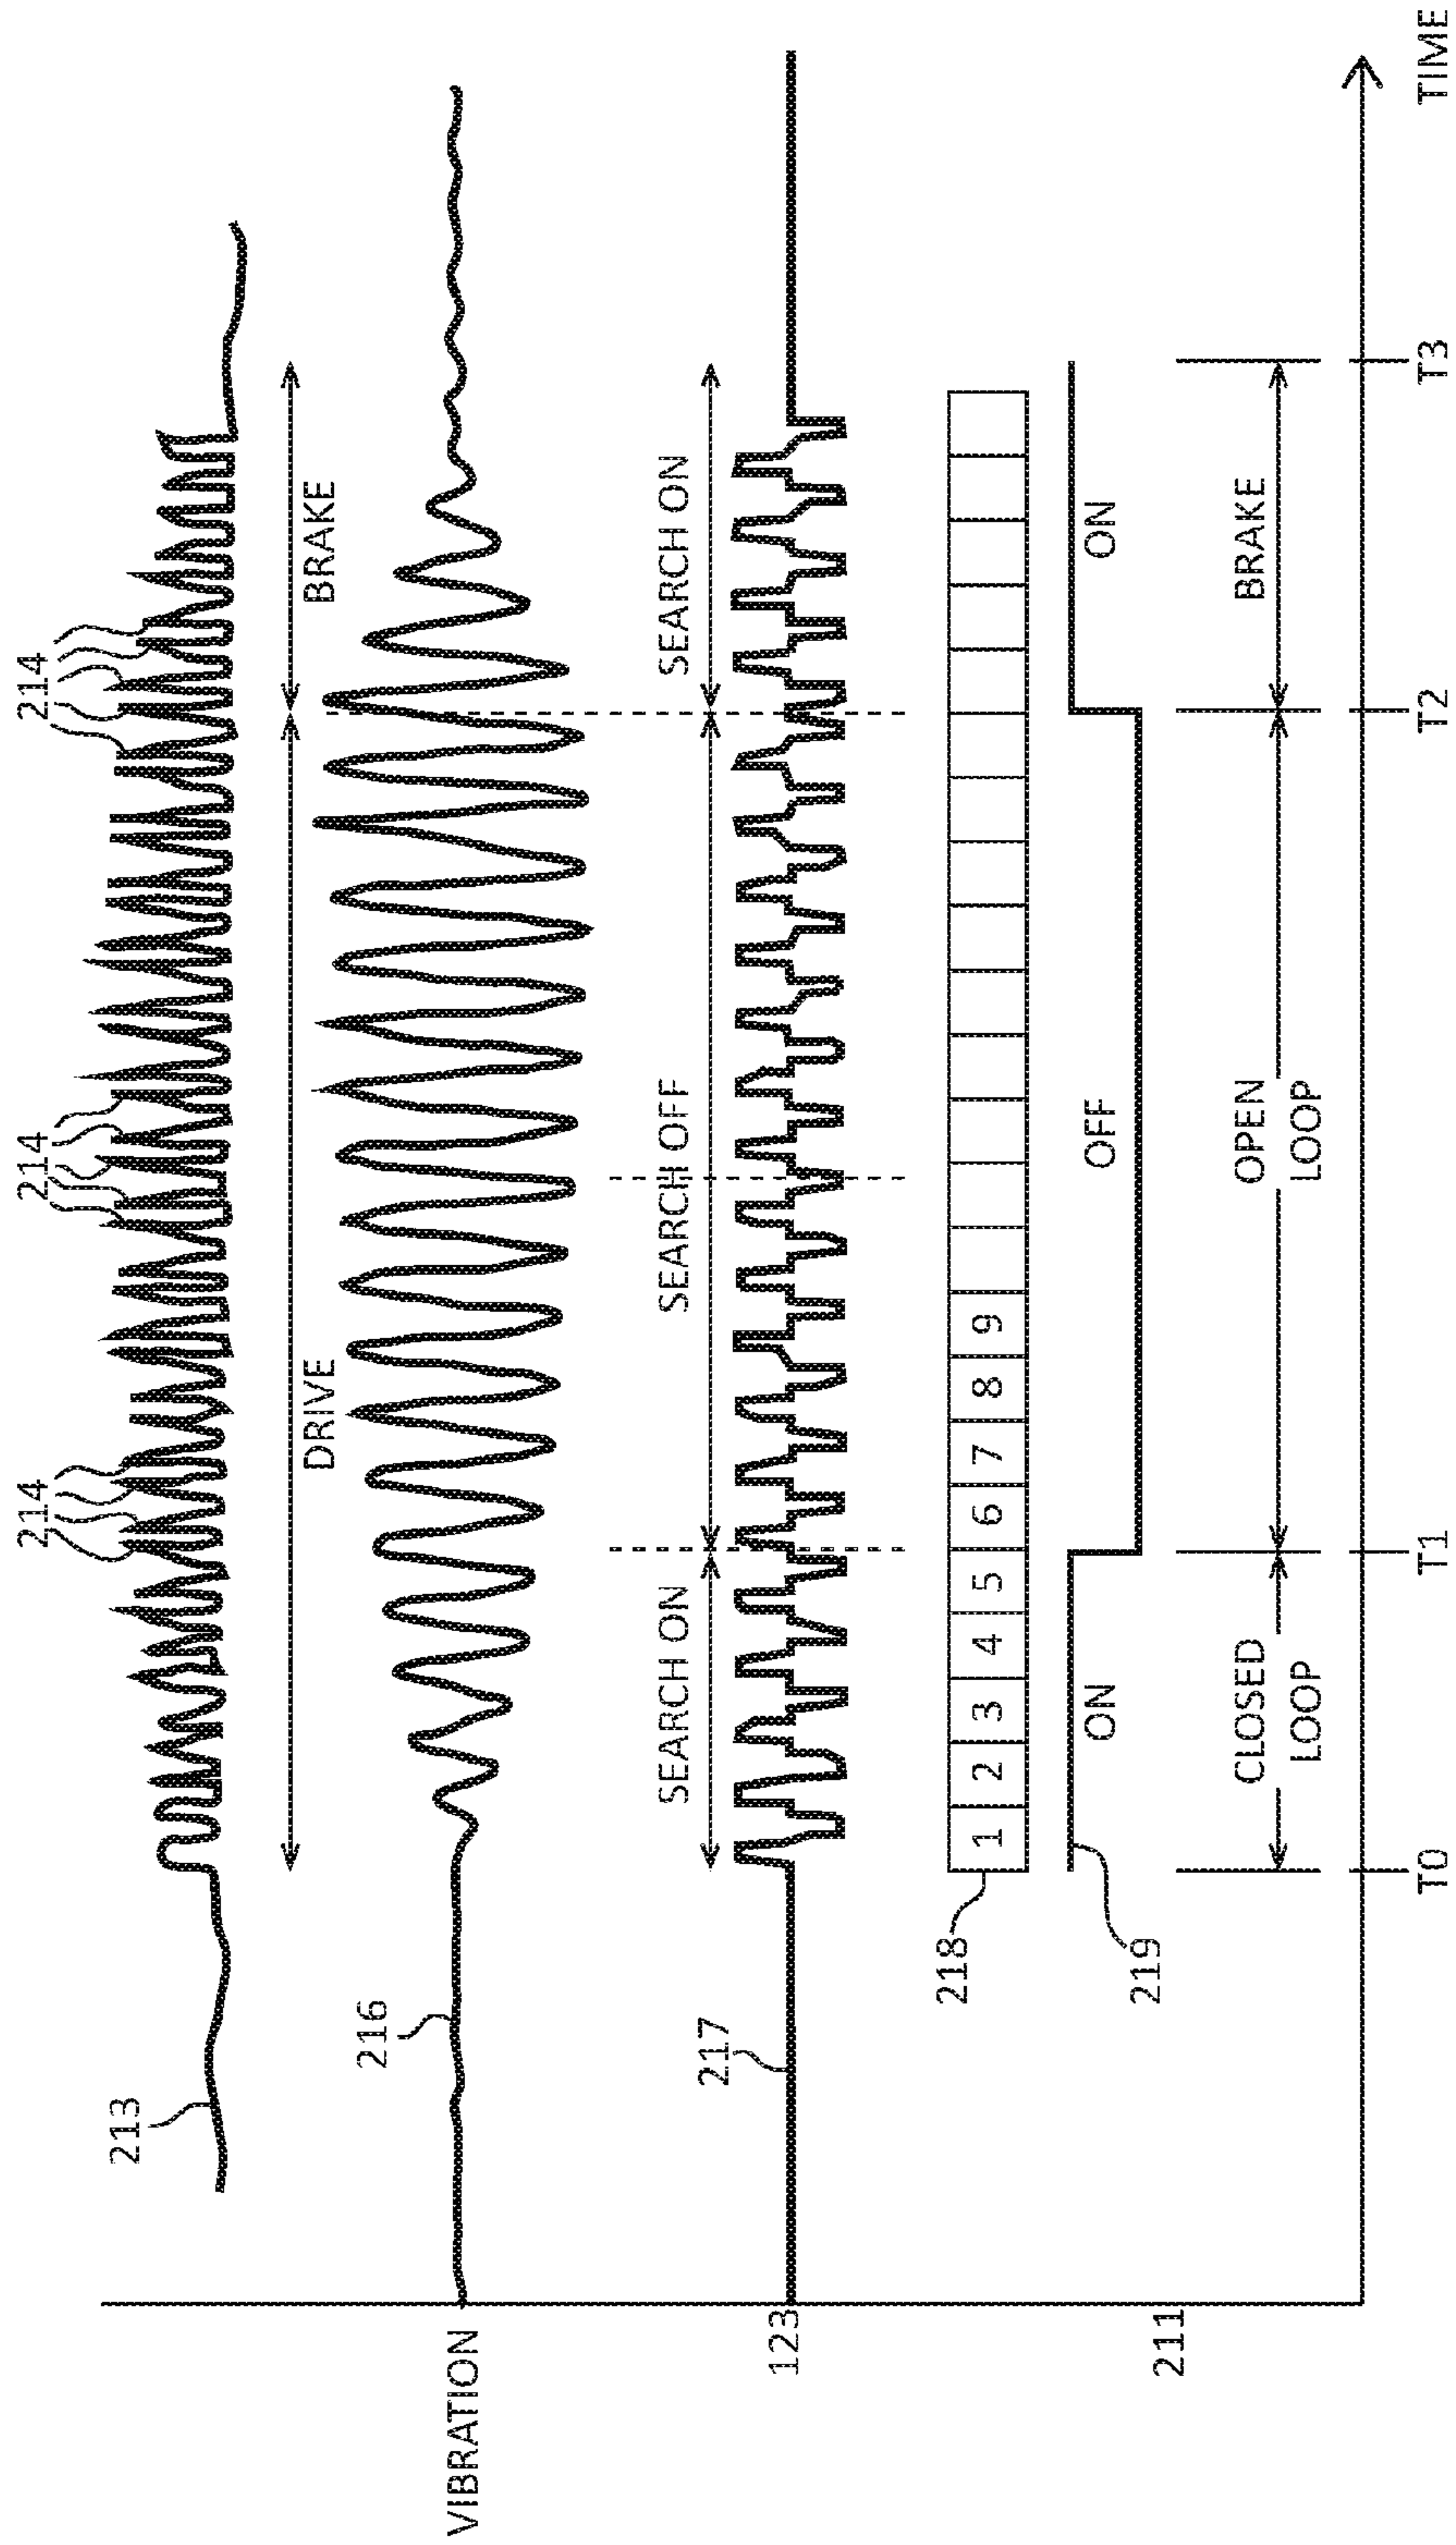 214
214
214
213
DRIVE
BRAKE
VIBRATION
216
SEARCH ON
SEARCH OFF
SEARCH ON
217
123
218
1 2 3 4 5 6 7 8 9
219
ON
OFF
ON
211
CLOSED
LOOP
OPEN
LOOP
BRAKE
T0
T1
T2
T3
TIME